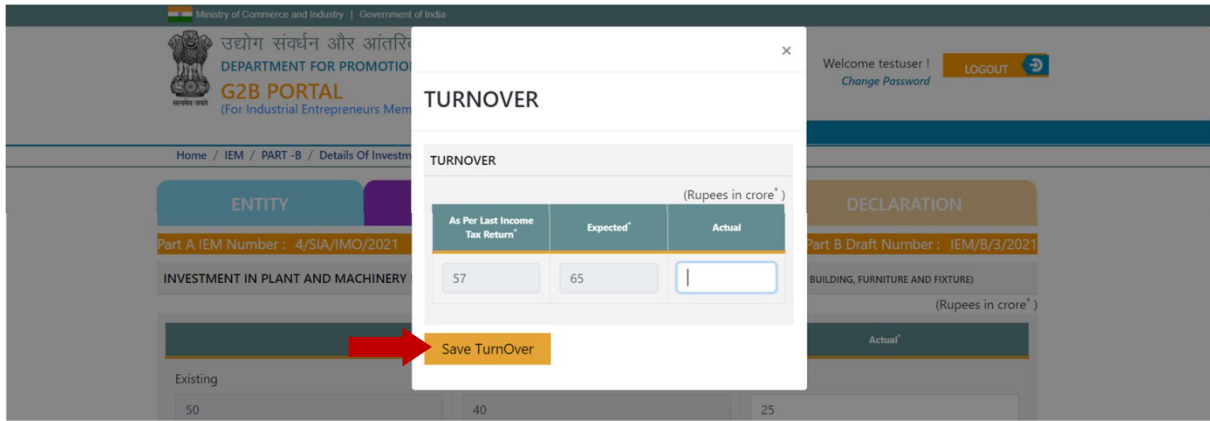 Ministry of Commerce and Industry | Government of India
उद्योग संवर्धन और
DEPARTMENT FOR PROMOTIO
G2B PORTAL
(For Industrial Entrepreneurs Mem
सत्यमेव जयते
Welcome testuser !
Change Password
LOGOUT
×
TURNOVER
Home / IEM / PART -B / Details Of Investm
TURNOVER
(Rupees in crore* )
ENTITY
DECLARATION
As Per Last Income Tax Return*
Expected*
Actual
Part A IEM Number : 4/SIA/IMO/2021
Part B Draft Number : IEM/B/3/2021
57
65
INVESTMENT IN PLANT AND MACHINERY
BUILDING, FURNITURE AND FIXTURE)
(Rupees in crore* )
Save TurnOver
Actual*
Existing
50
40
25